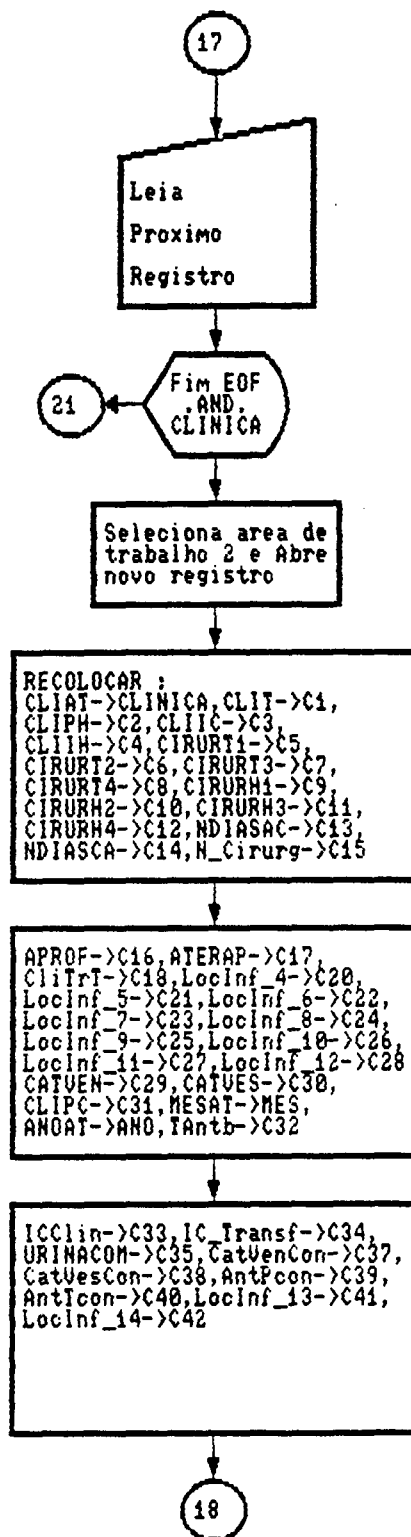 17
Leia
Proximo
Registro
Fim EOF
.AND.
CLINICA
21
Seleciona area de
trabalho 2 e Abre
novo registro
RECOLOCAR :
CLIAT->CLINICA,CLIT->C1,
CLIPH->C2,CLIIC->C3,
CLIIH->C4,CIRURT1->C5,
CIRURT2->C6,CIRURT3->C7,
CIRURT4->C8,CIRURH1->C9,
CIRURH2->C10,CIRURH3->C11,
CIRURH4->C12,NDIASAC->C13,
NDIASCA->C14,N_Cirurg->C15
APROF->C16,ATERAP->C17,
CliTrT->C18,LocInf_4->C20,
LocInf_5->C21,LocInf_6->C22,
LocInf_7->C23,LocInf_8->C24,
LocInf_9->C25,LocInf_10->C26,
LocInf_11->C27,LocInf_12->C28
CATVEN->C29,CATVES->C30,
CLIPC->C31,MESAT->MES,
ANOAT->ANO,TAntb->C32
ICClin->C33,IC_Transf->C34,
URINACOM->C35,CatVenCon->C37,
CatVesCon->C38,AntPcon->C39,
AntTcon->C40,LocInf_13->C41,
LocInf_14->C42
18